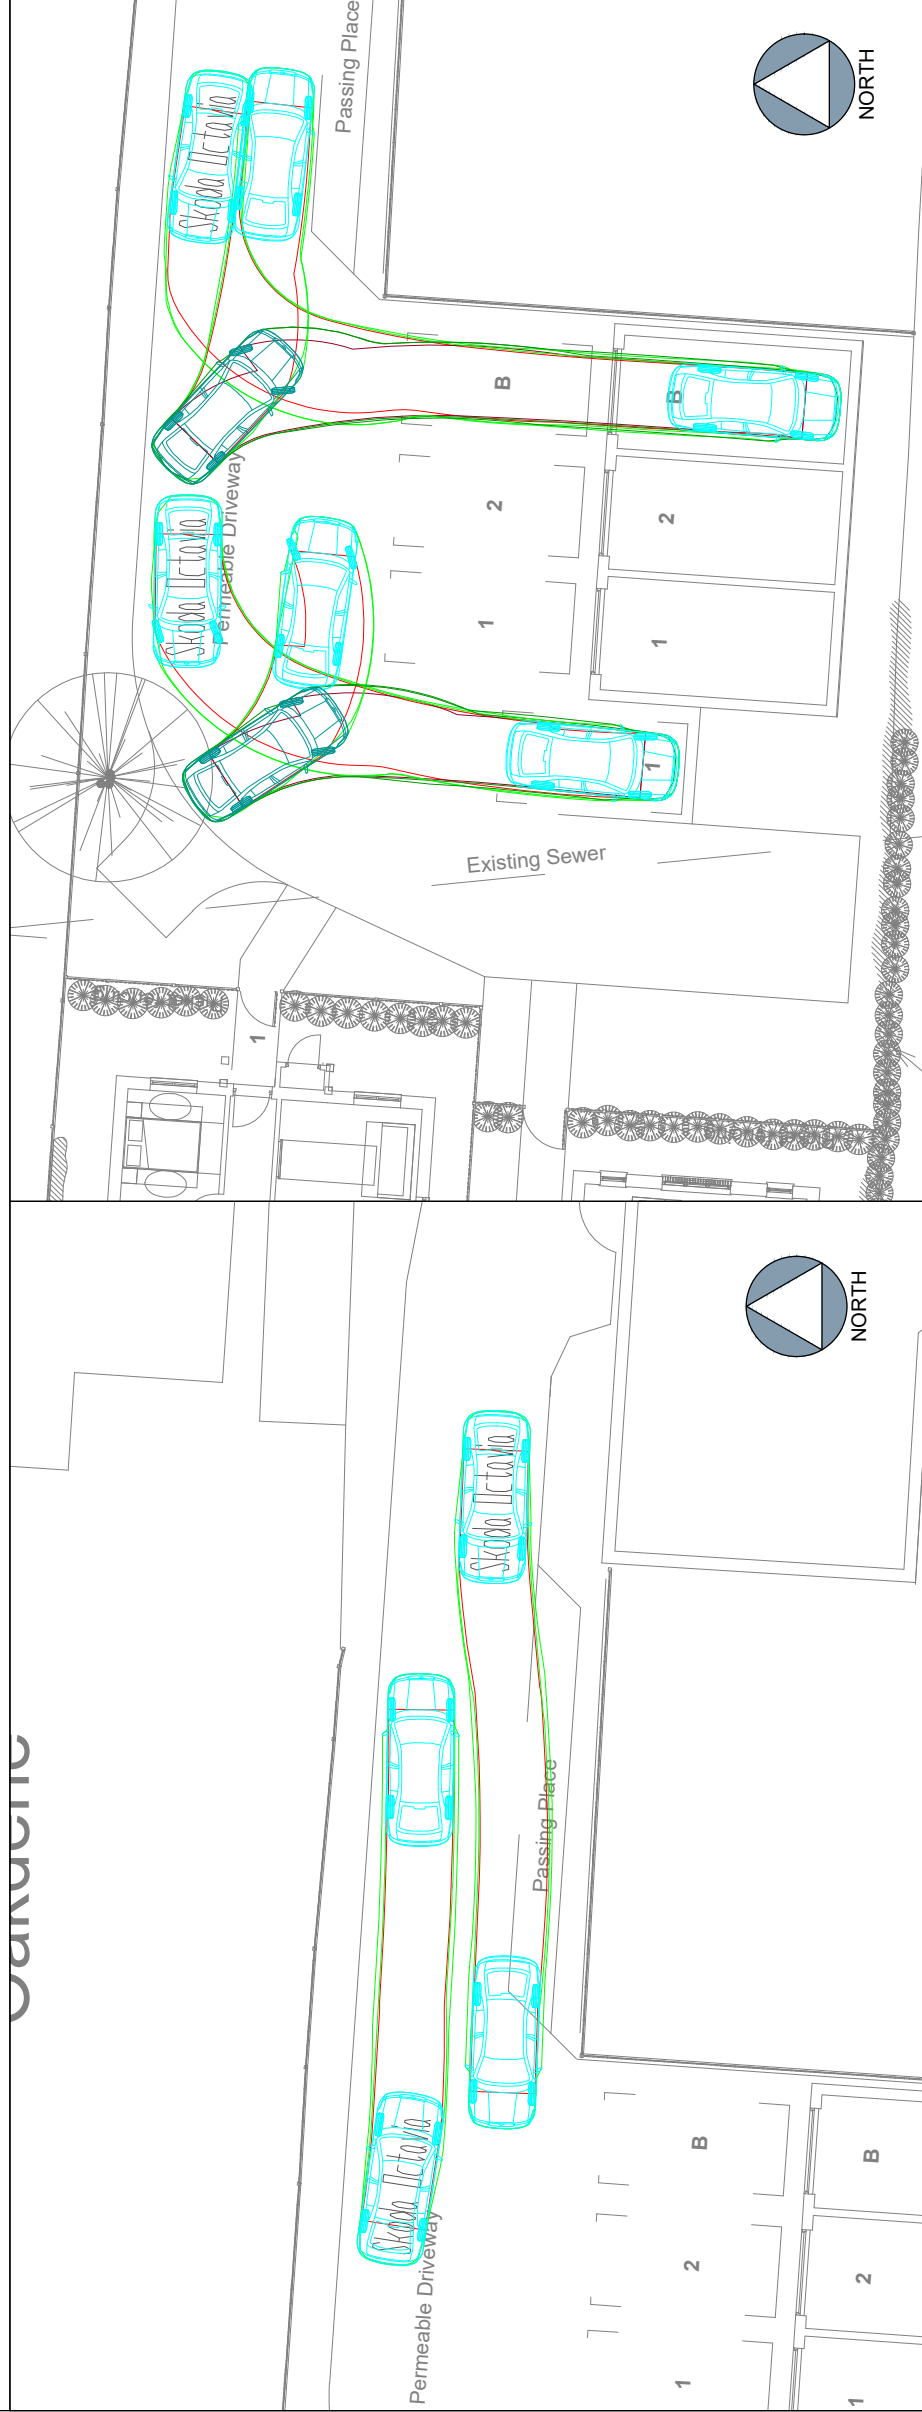 Passing Place
NORTH
Skoda Octavia
B
B
Permeable Driveway
2
2
Skoda Octavia
1
1
1
Existing Sewer
1
NORTH
Skoda Octavia
Passing Place
Skoda Octavia
Permeable Driveway
B
B
2
2
1
1